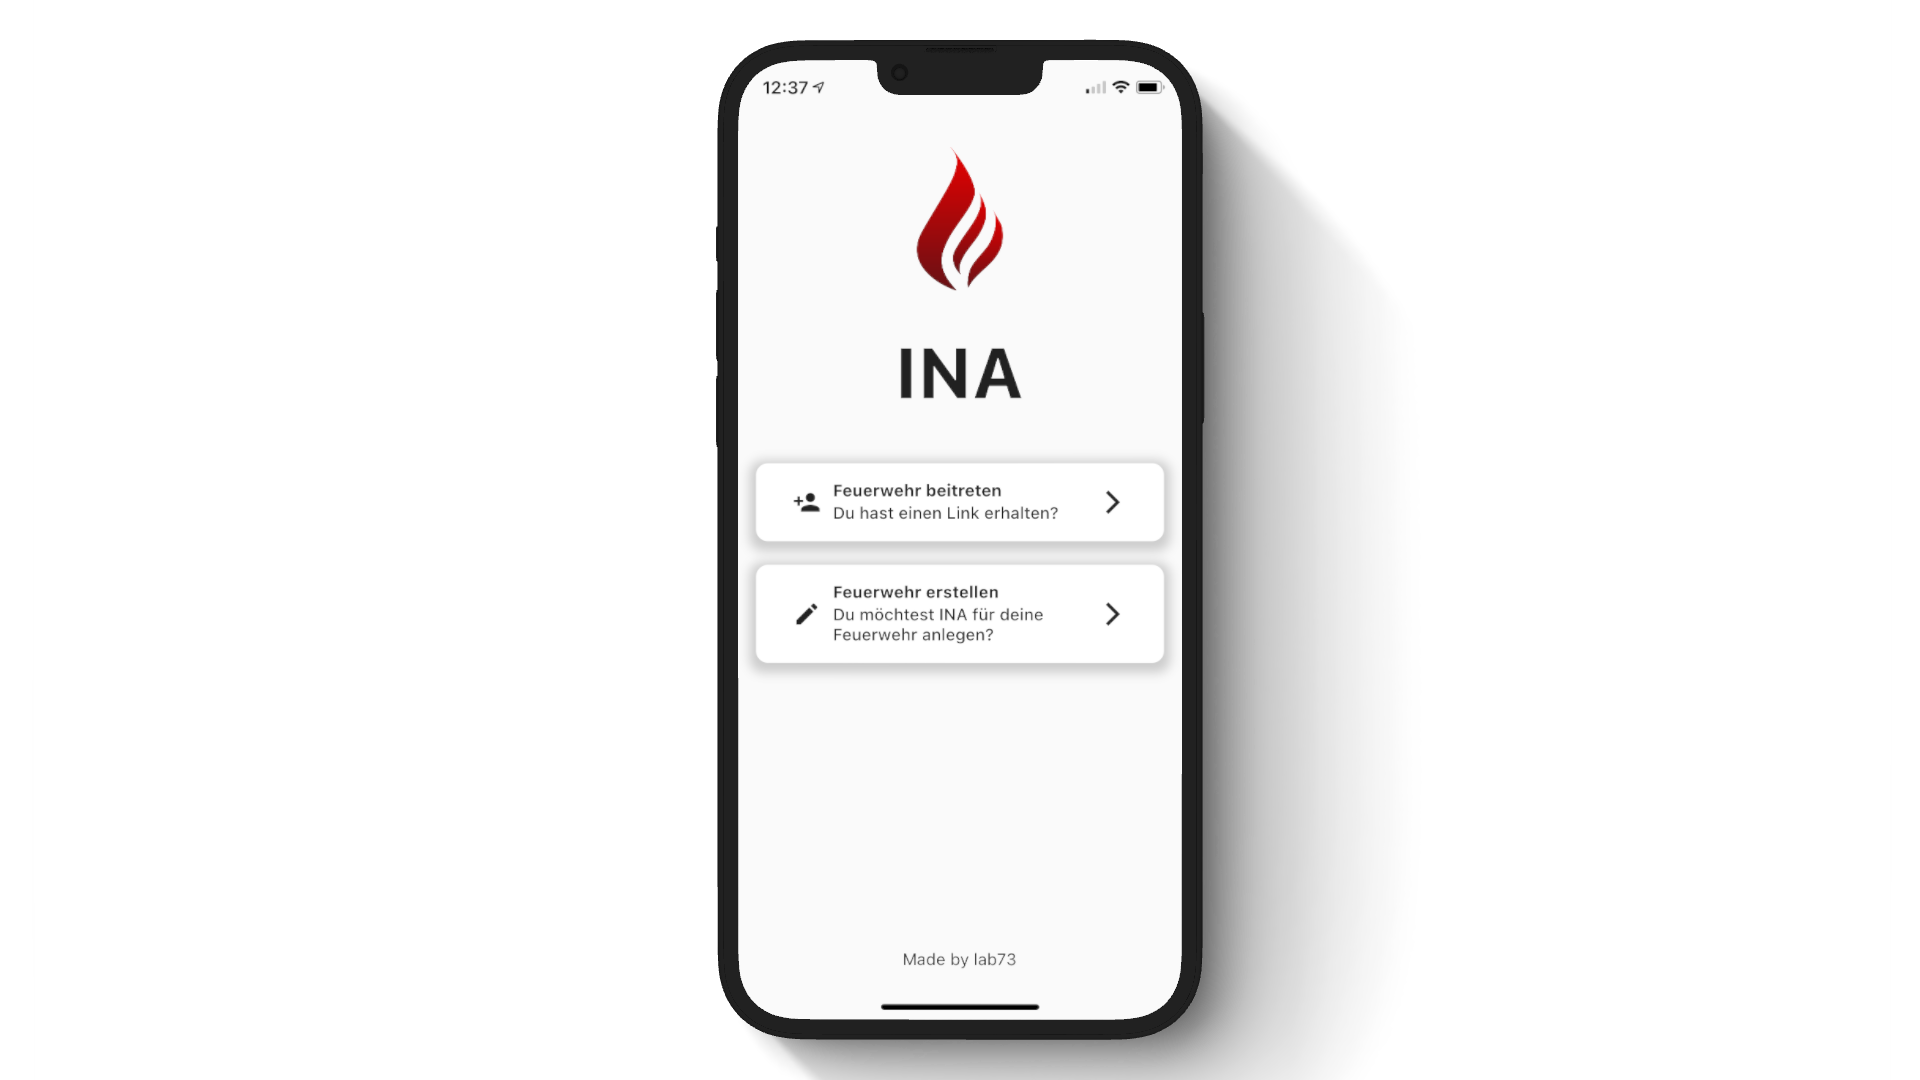 12:37
INA
Feuerwehr beitreten
Du hast einen Link erhalten?
Feuerwehr erstellen
Du möchtest INA für deine
Feuerwehr anlegen?
Made by lab73